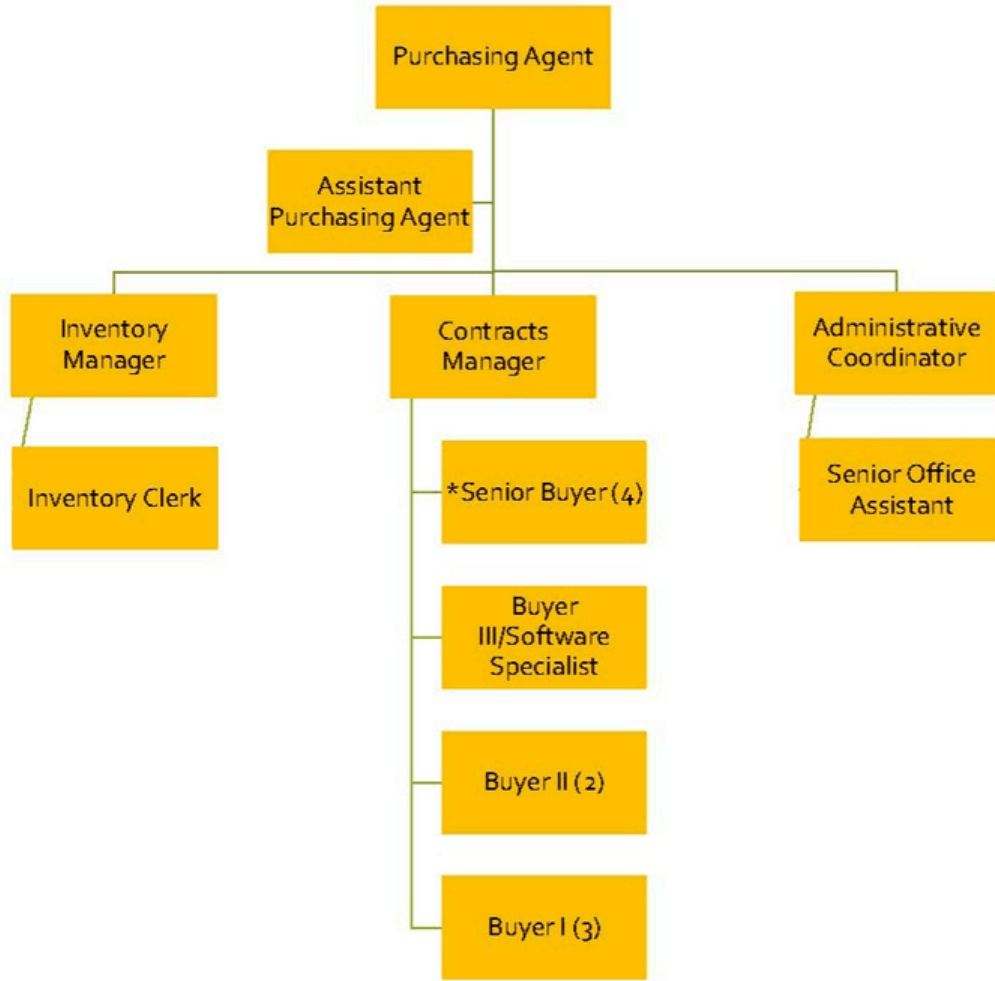 Purchasing Agent
Assistant
Purchasing Agent
Inventory
Manager
Contracts
Manager
Administrative
Coordinator
Inventory Clerk
*Senior Buyer (4)
Senior Office
Assistant
Buyer
III/Software
Specialist
Buyer II (2)
Buyer I (3)